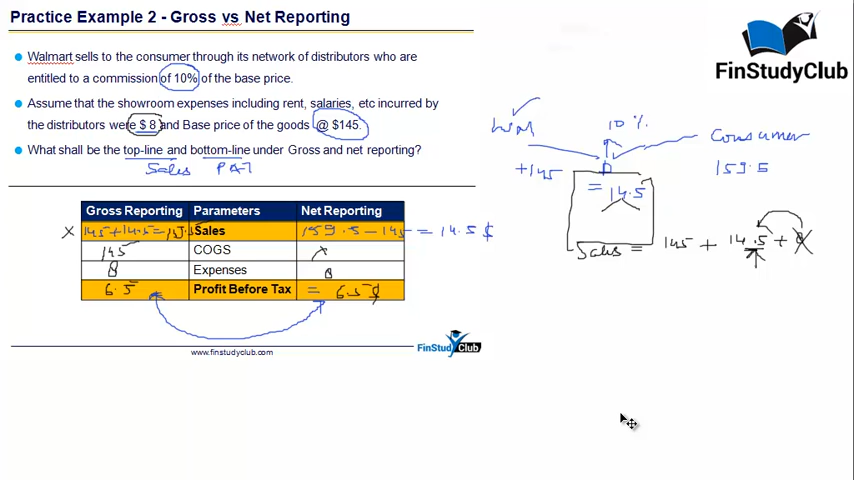 Practice Example 2 - Gross vs Net Reporting
Walmart sells to the consumer through its network of distributors who are
entitled to a commission of 10% of the base price.
Assume that the showroom expenses including rent, salaries, etc incurred by
the distributors were $ 8 and Base price of the goods @ $145.
What shall be the top-line and bottom-line under Gross and net reporting?
Sales PAT
Gross Reporting Parameters Net Reporting
X 145+14.5= Sales 159.5 - 145 = 14.5 $
145 COGS X
8 Expenses 8
6.5 Profit Before Tax = 6.5 $
www.finstudyclub.com
FinStudyClub
FinStudyClub
10 %
Consumer
+145
159.5
D
= 14.5
Sales = 145 + 14.5 + 8